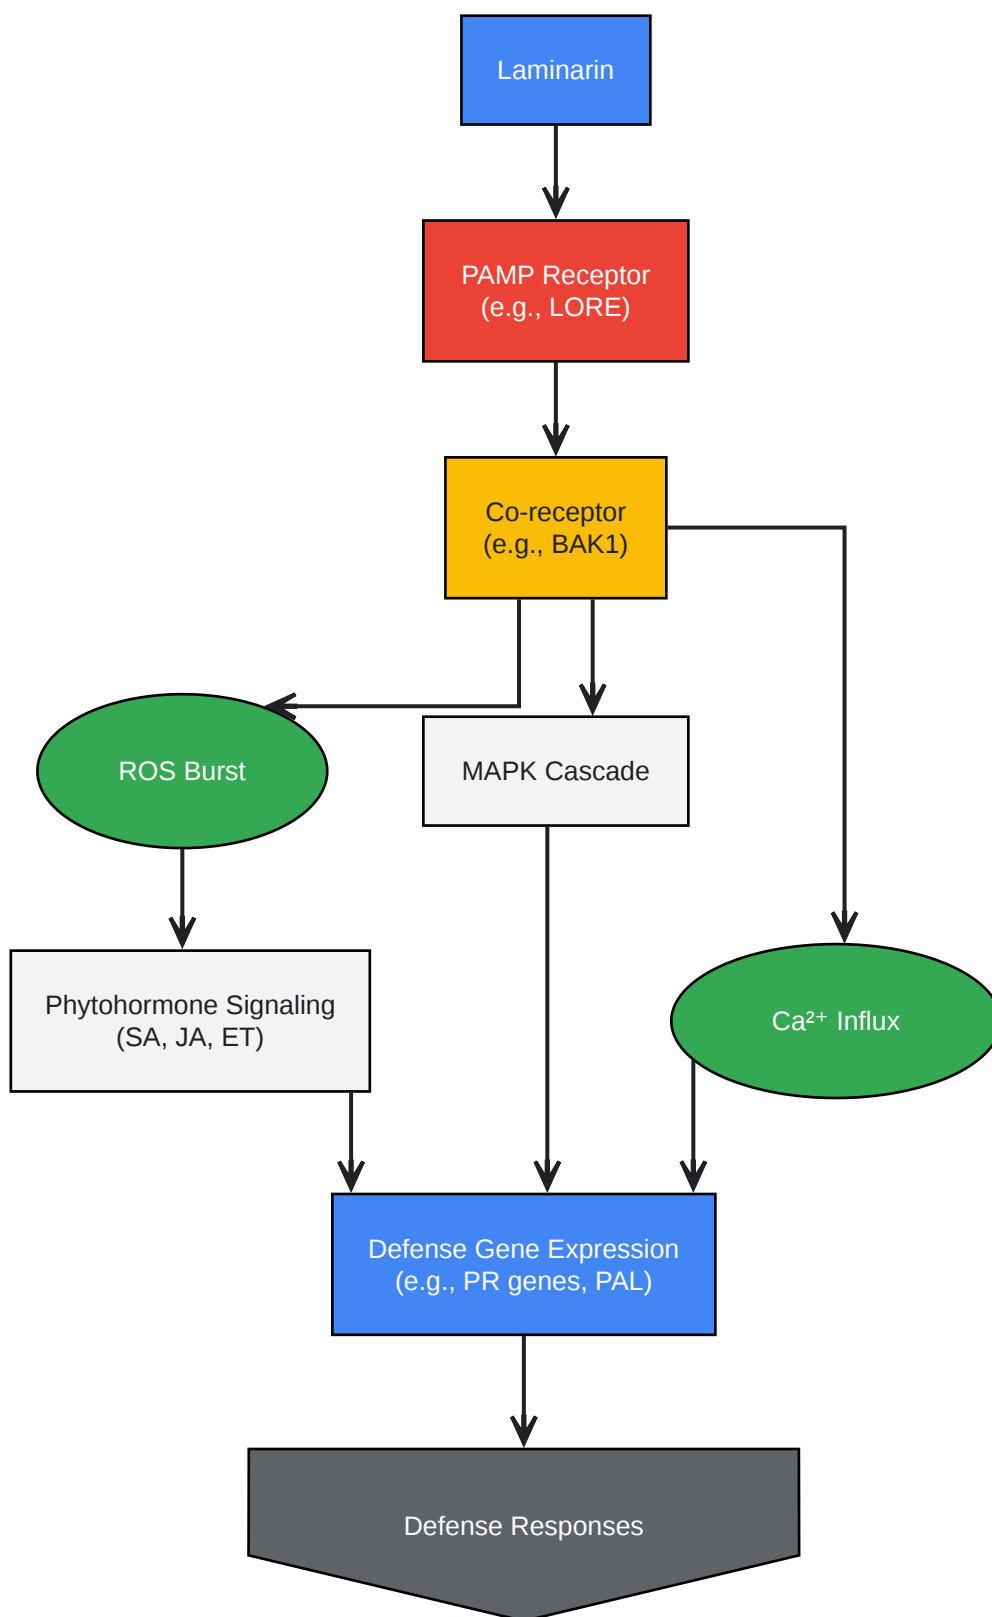 Laminarin
PAMP Receptor
(e.g., LORE)
Co-receptor
(e.g., BAK1)
ROS Burst
MAPK Cascade
Phytohormone Signaling
(SA, JA, ET)
Ca²⁺ Influx
Defense Gene Expression
(e.g., PR genes, PAL)
Defense Responses